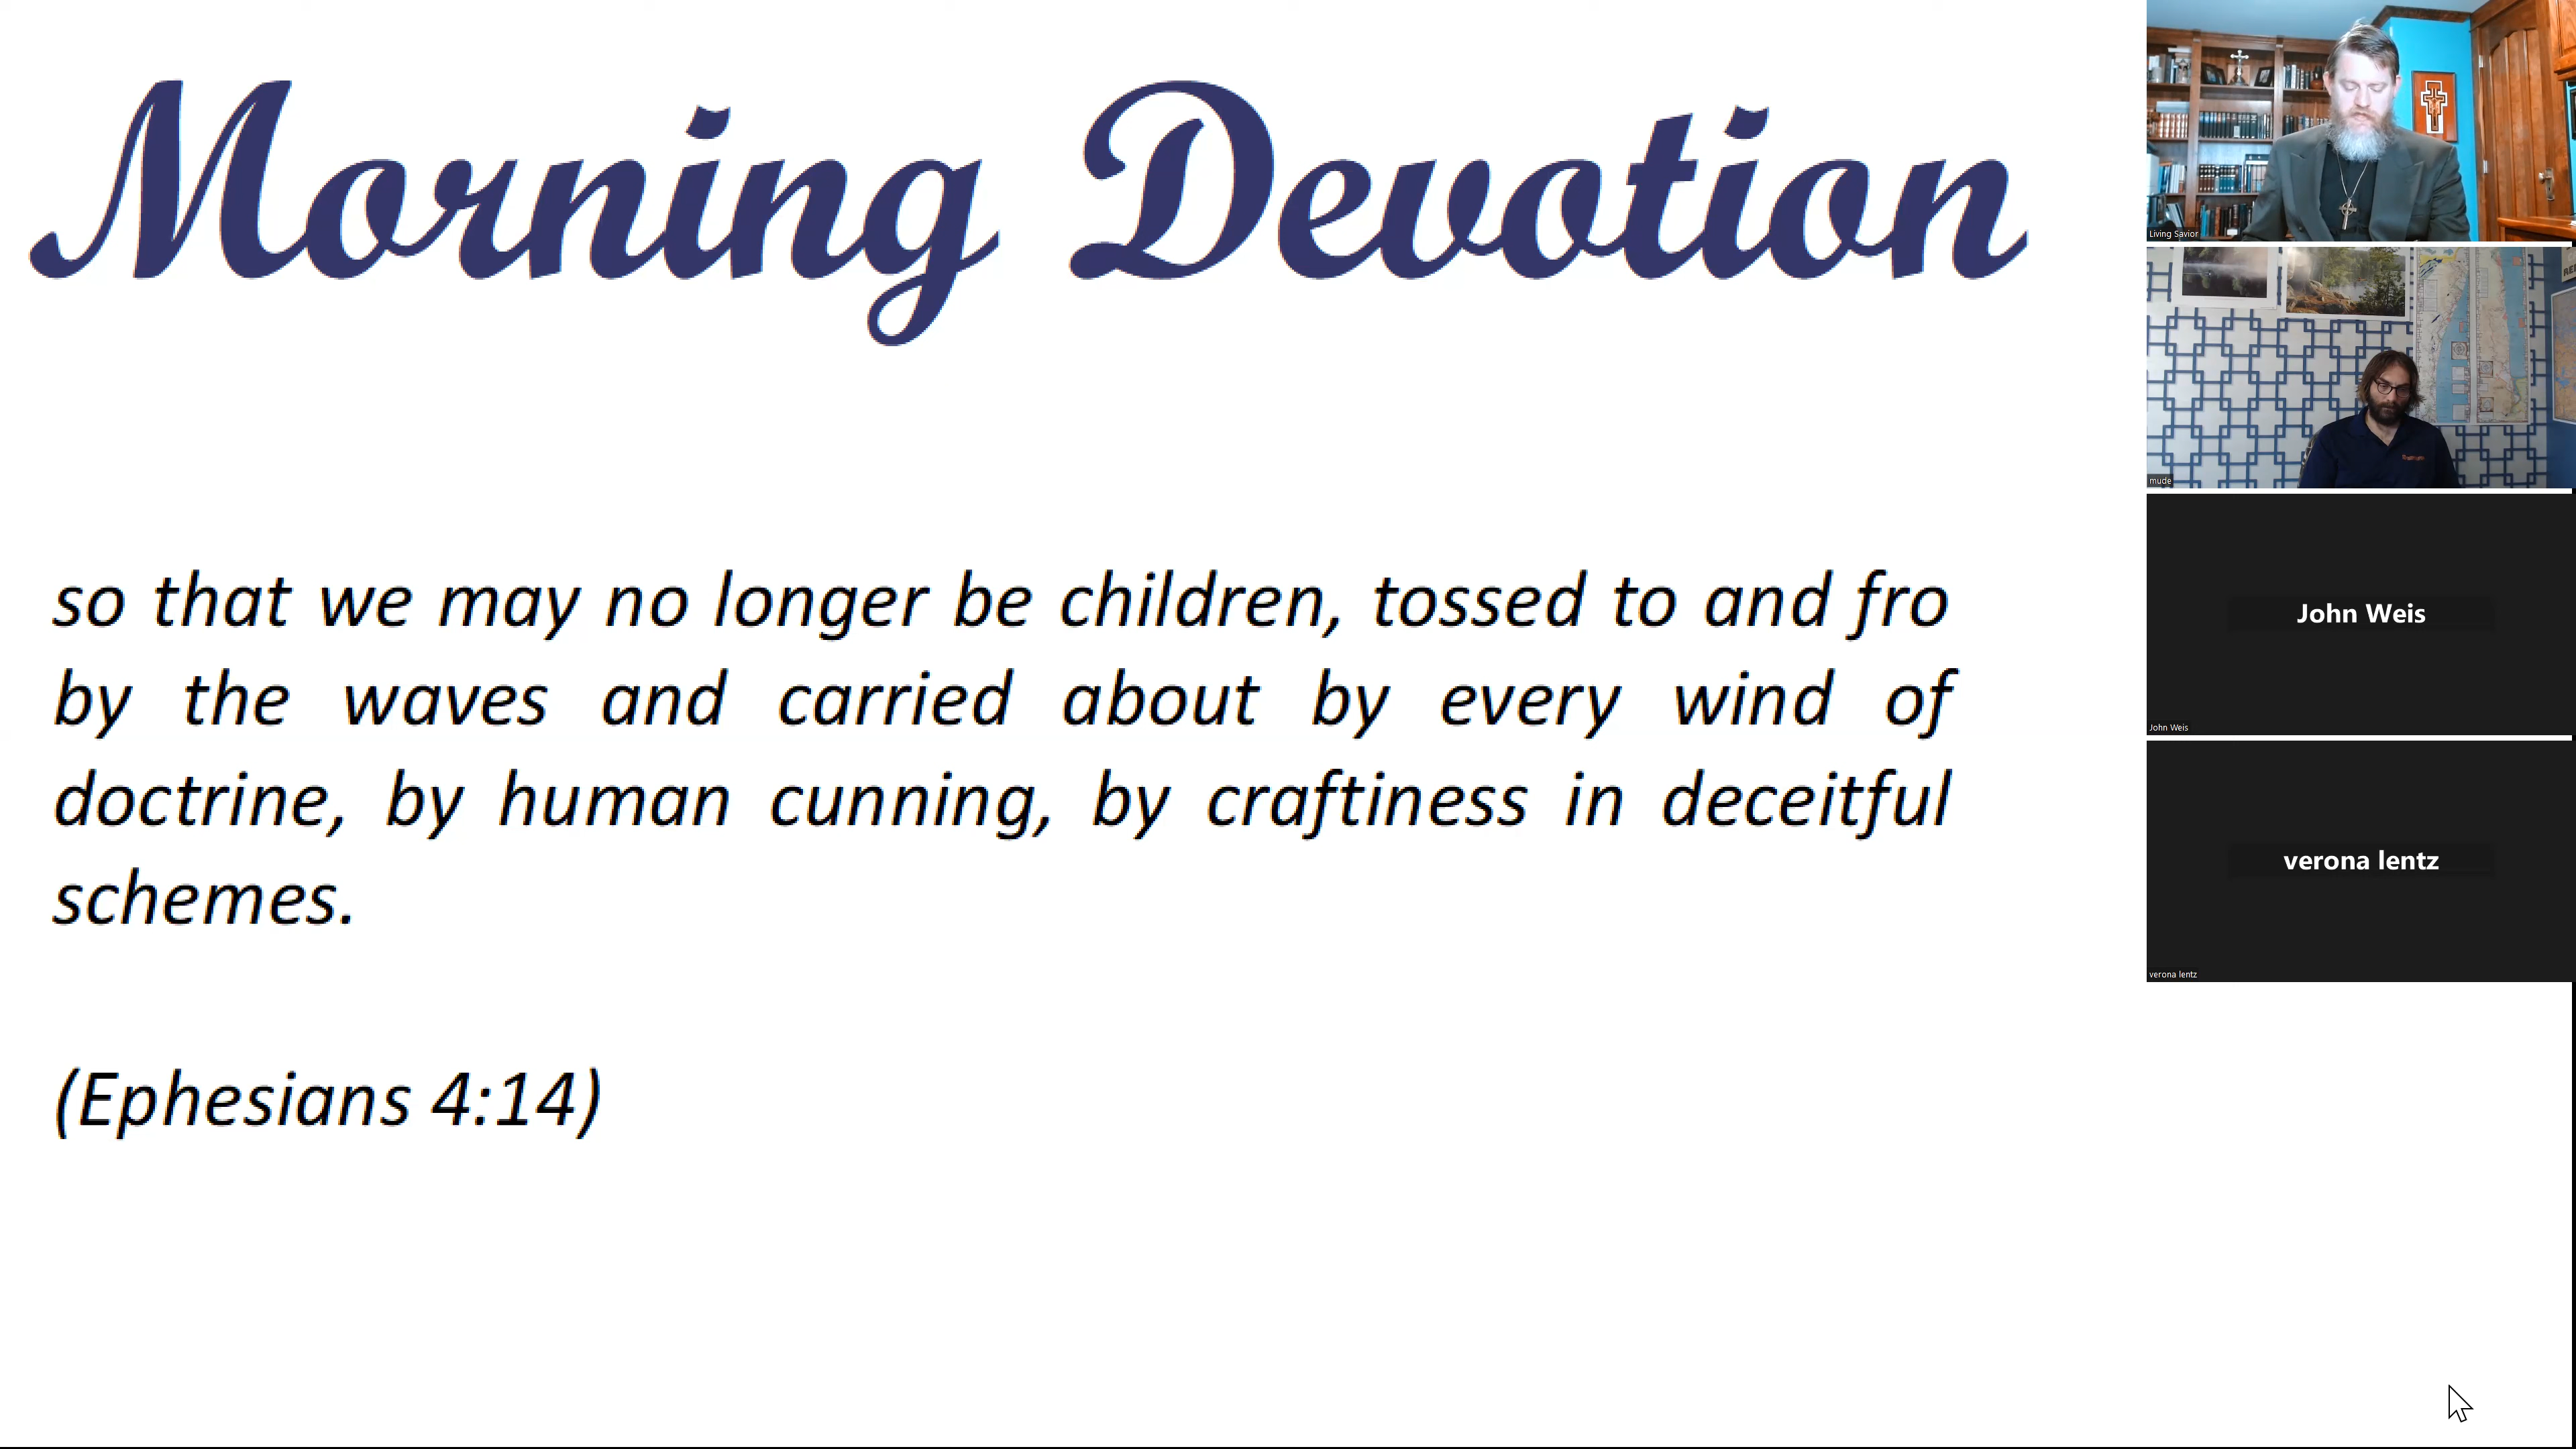 Morning Devotion
so that we may no longer be children, tossed to and fro
by the waves and carried about by every wind of
doctrine, by human cunning, by craftiness in deceitful
schemes.
(Ephesians 4:14)
Living Savior
mude
John Weis
John Weis
verona lentz
verona lentz